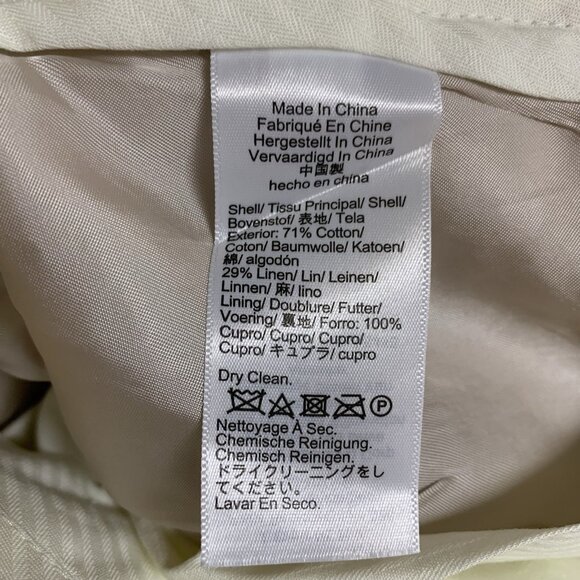 Made In China
Fabriqué En Chine
Hergestellt In China
Vervaardigd In China
中国製
hecho en china
Shell/ Tissu Principal/ Shell/
Bovenstof/ 表地/ Tela
Exterior: 71% Cotton/
Coton/ Baumwolle/ Katoen/
綿/ algodón
29% Linen/ Lin/ Leinen/
Linnen/ 麻/ lino
Lining/ Doublure/ Futter/
Voering/ 裏地/ Forro: 100%
Cupro/ Cupro/ Cupro/
Cupro/ キュプラ/ cupro
Dry Clean.
P
Nettoyage À Sec.
Chemische Reinigung.
Chemisch Reinigen.
ドライクリーニングをし
てください。
Lavar En Seco.